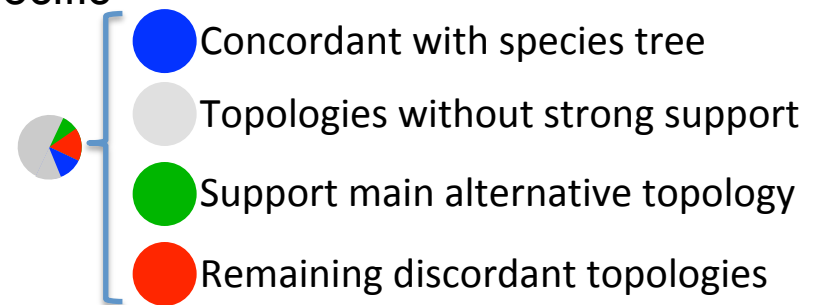 Concordant with species tree
Topologies without strong support
Support main alternative topology
Remaining discordant topologies